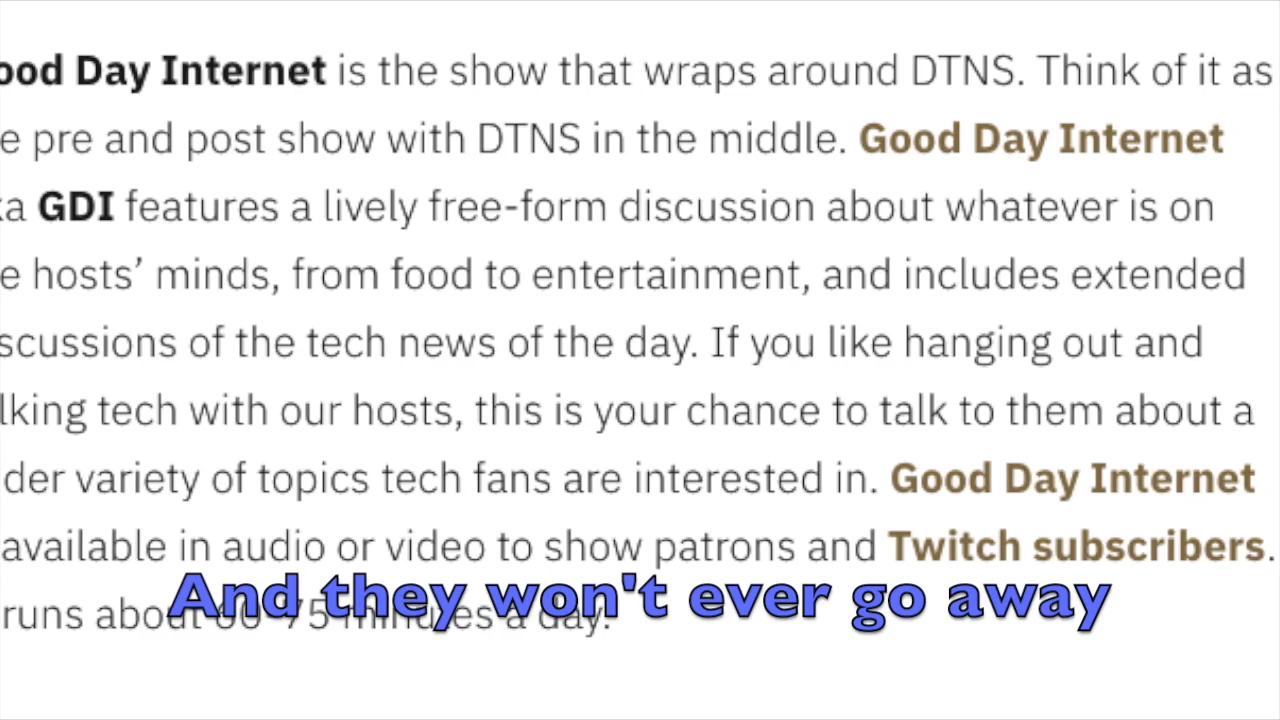 ood Day Internet is the show that wraps around DTNS. Think of it as
e pre and post show with DTNS in the middle. Good Day Internet
a GDI features a lively free-form discussion about whatever is on
e hosts’ minds, from food to entertainment, and includes extended
scussions of the tech news of the day. If you like hanging out and
lking tech with our hosts, this is your chance to talk to them about a
der variety of topics tech fans are interested in. Good Day Internet
available in audio or video to show patrons and Twitch subscribers.
runs about 60-75 minutes a day.
And they won't ever go away